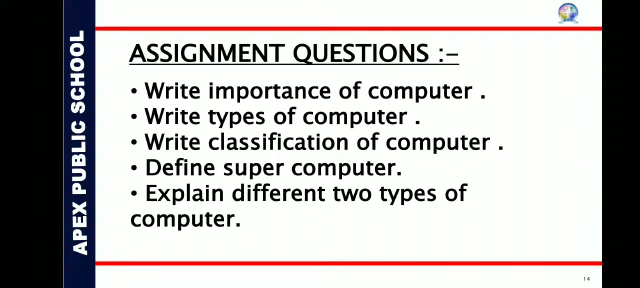 APEX PUBLIC SCHOOL
ASSIGNMENT QUESTIONS :-
• Write importance of computer .
• Write types of computer .
• Write classification of computer .
• Define super computer.
• Explain different two types of
computer.
14